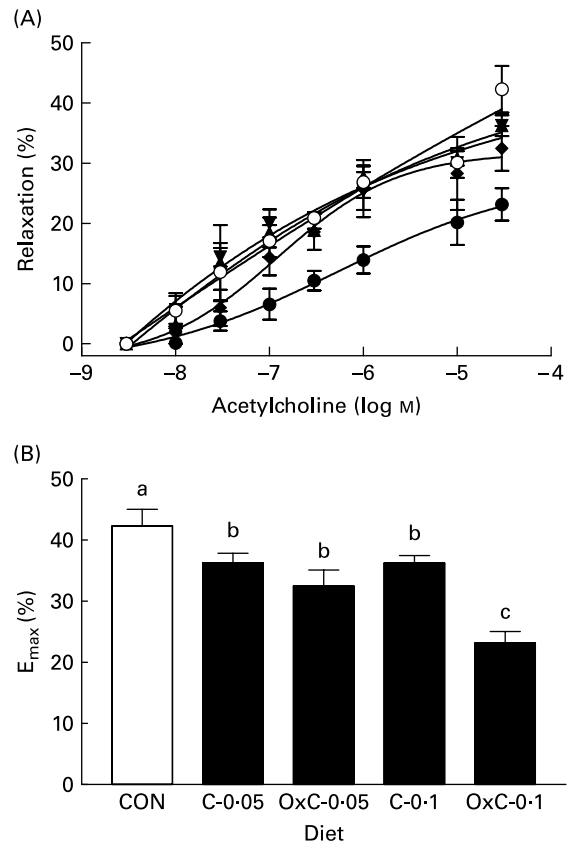 (A)
50
40
30
20
10
0
Relaxation (%)
−9 −8 −7 −6 −5 −4
Acetylcholine (log M)
(B)
50
40
30
20
10
0
Emax (%)
a
b
b
b
c
CON C-0·05 OxC-0·05 C-0·1 OxC-0·1
Diet